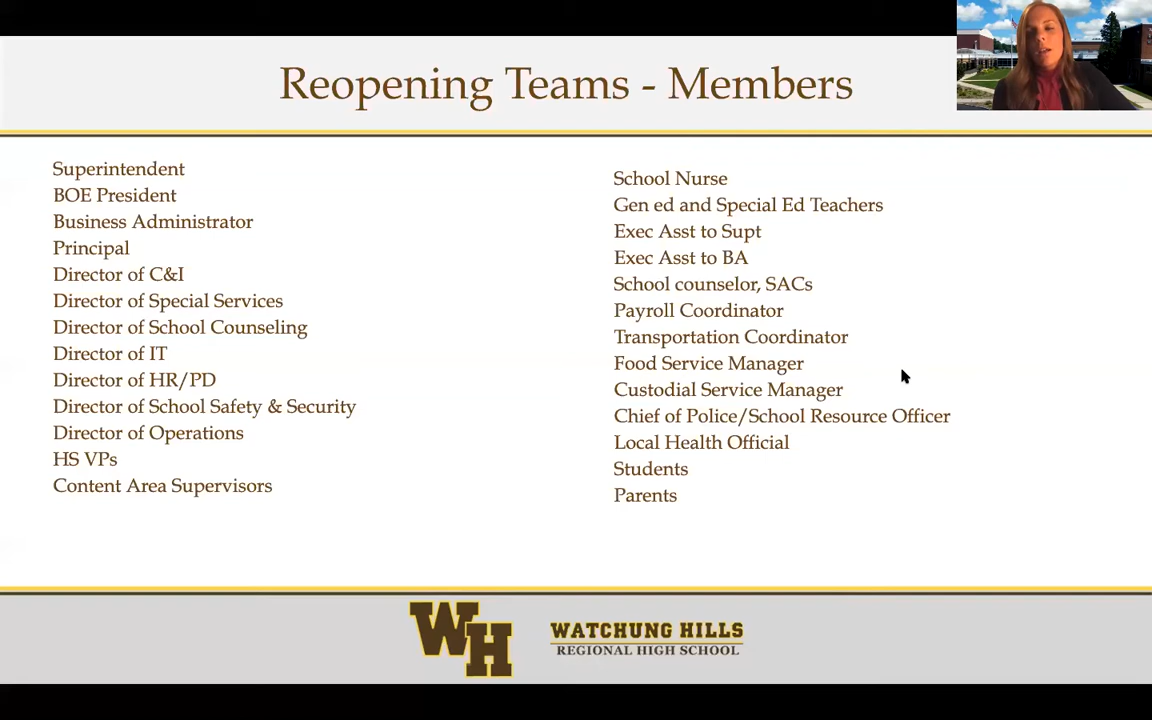 Reopening Teams - Members
Superintendent
BOE President
Business Administrator
Principal
Director of C&I
Director of Special Services
Director of School Counseling
Director of IT
Director of HR/PD
Director of School Safety & Security
Director of Operations
HS VPs
Content Area Supervisors
School Nurse
Gen ed and Special Ed Teachers
Exec Asst to Supt
Exec Asst to BA
School counselor, SACs
Payroll Coordinator
Transportation Coordinator
Food Service Manager
Custodial Service Manager
Chief of Police/School Resource Officer
Local Health Official
Students
Parents
WH
WATCHUNG HILLS
REGIONAL HIGH SCHOOL